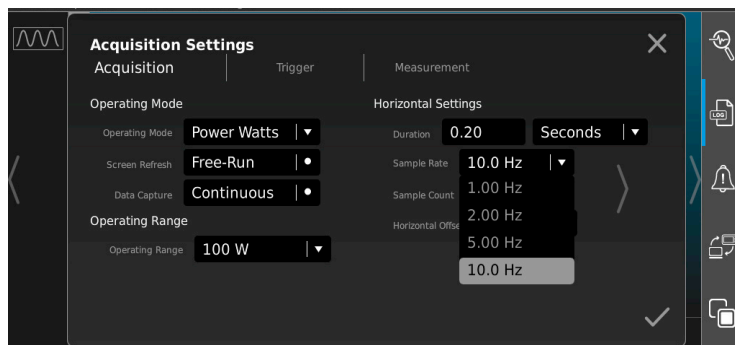 Acquisition Settings
Acquisition
Trigger
Measurement
Operating Mode
Operating Mode
Power Watts
Screen Refresh
Free-Run
Data Capture
Continuous
Operating Range
Operating Range
100 W
Horizontal Settings
Duration
0.20
Seconds
Sample Rate
10.0 Hz
Sample Count
Horizontal Offse
1.00 Hz
2.00 Hz
5.00 Hz
10.0 Hz
LOG